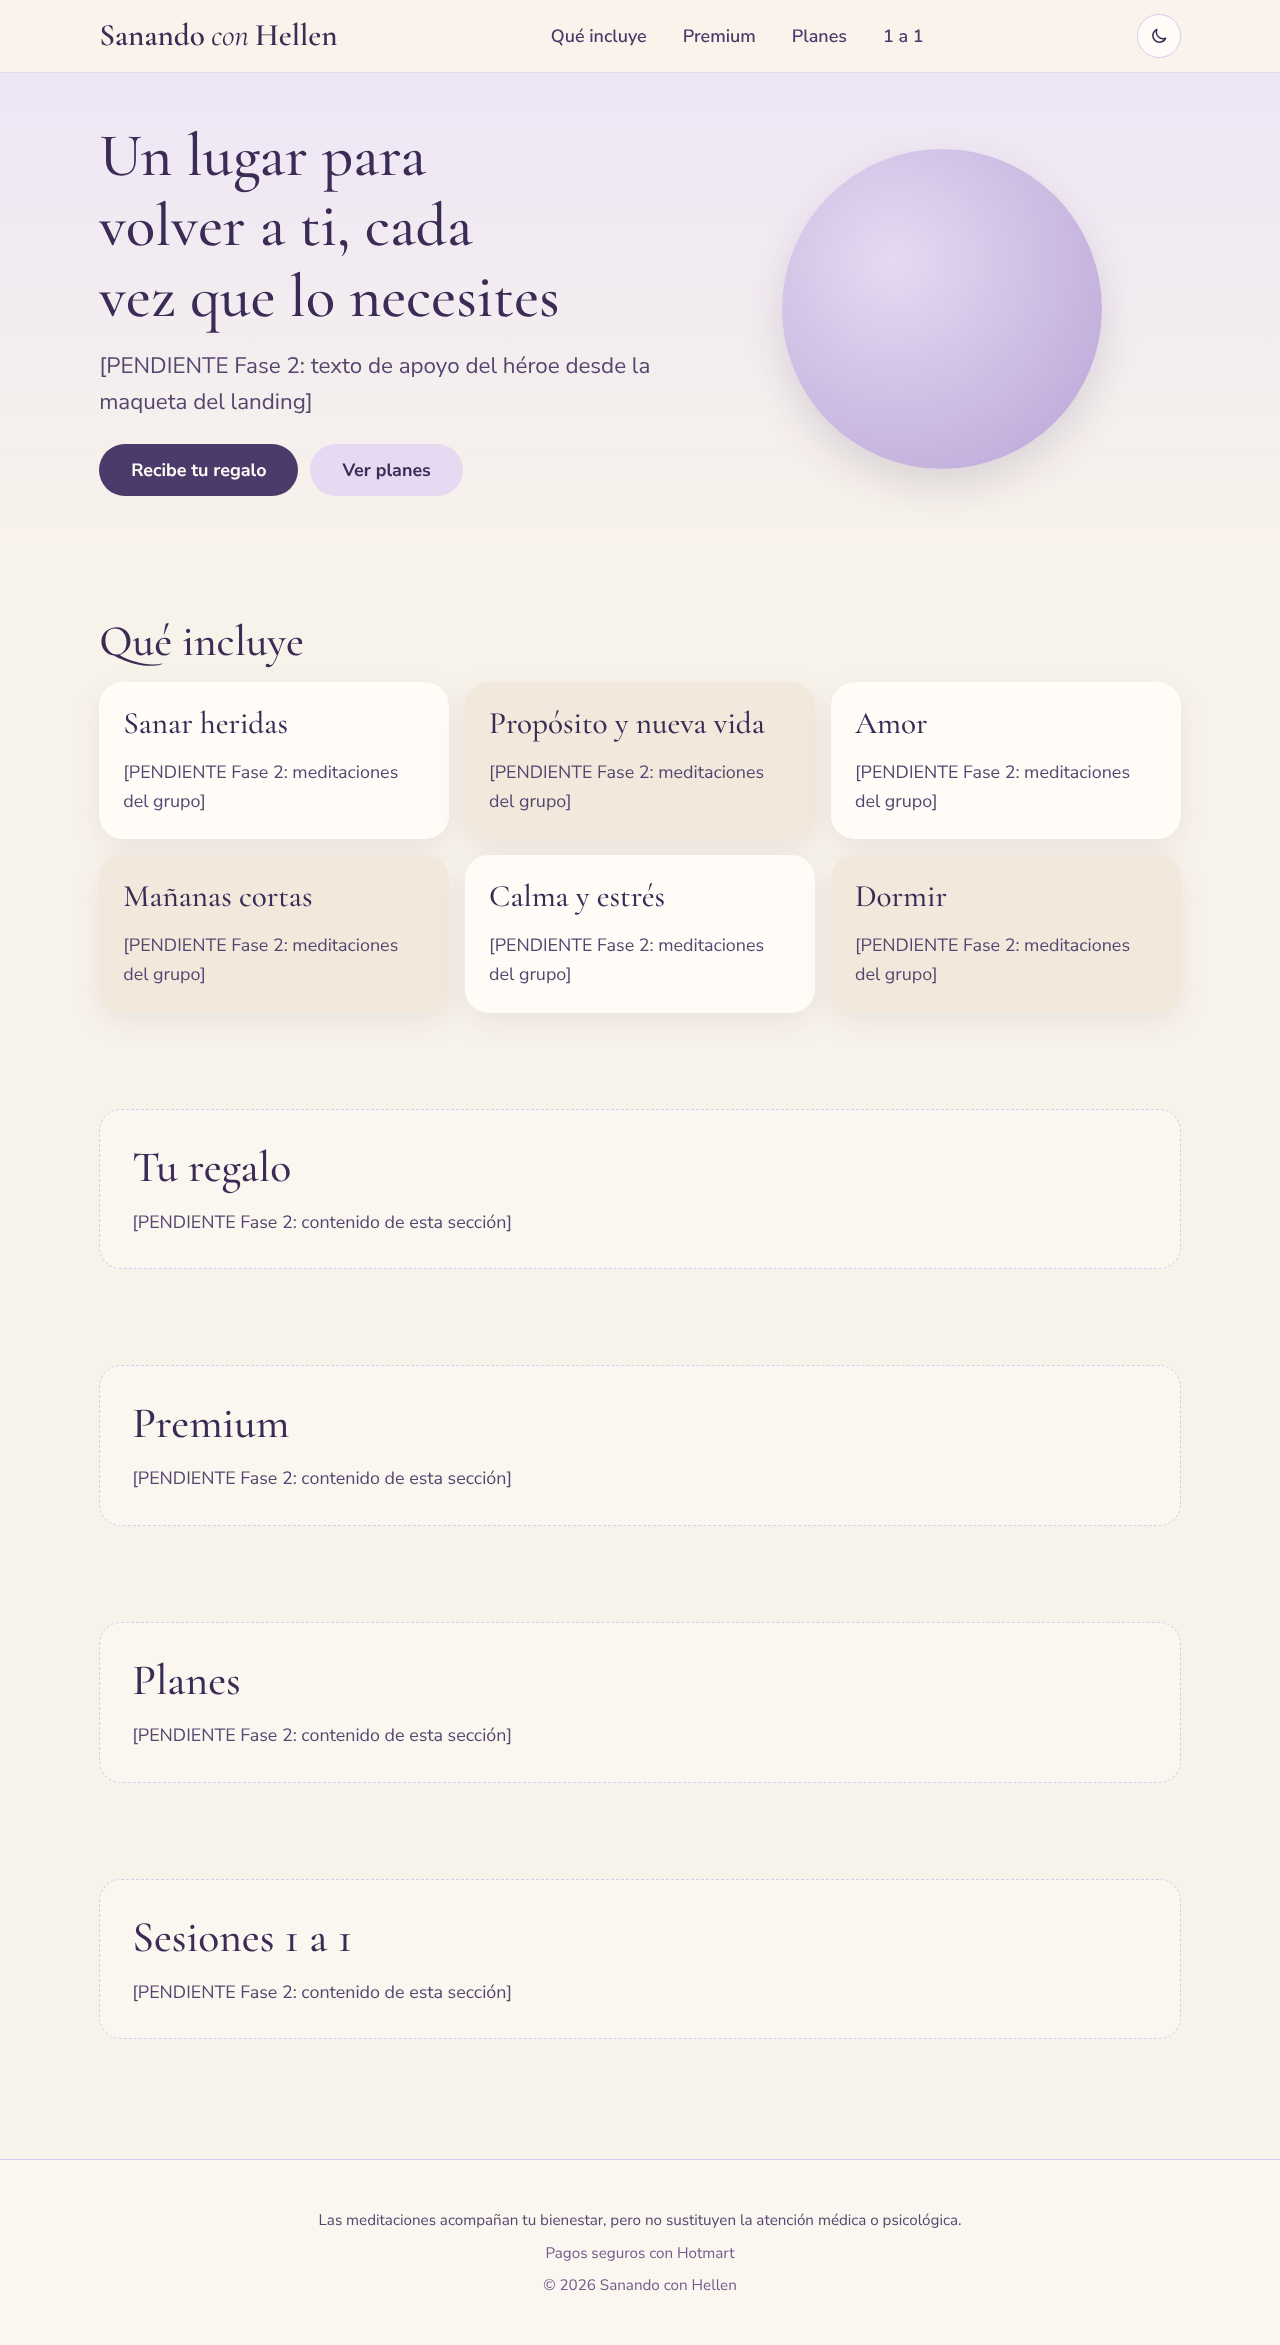 Sanando con Hellen
Qué incluye
Premium
Planes
1 a 1
Un lugar para
volver a ti, cada
vez que lo necesites
[PENDIENTE Fase 2: texto de apoyo del héroe desde la
maqueta del landing]
Recibe tu regalo
Ver planes
Qué incluye
Sanar heridas
[PENDIENTE Fase 2: meditaciones
del grupo]
Propósito y nueva vida
[PENDIENTE Fase 2: meditaciones
del grupo]
Amor
[PENDIENTE Fase 2: meditaciones
del grupo]
Mañanas cortas
[PENDIENTE Fase 2: meditaciones
del grupo]
Calma y estrés
[PENDIENTE Fase 2: meditaciones
del grupo]
Dormir
[PENDIENTE Fase 2: meditaciones
del grupo]
Tu regalo
[PENDIENTE Fase 2: contenido de esta sección]
Premium
[PENDIENTE Fase 2: contenido de esta sección]
Planes
[PENDIENTE Fase 2: contenido de esta sección]
Sesiones 1 a 1
[PENDIENTE Fase 2: contenido de esta sección]
Las meditaciones acompañan tu bienestar, pero no sustituyen la atención médica o psicológica.
Pagos seguros con Hotmart
© 2026 Sanando con Hellen